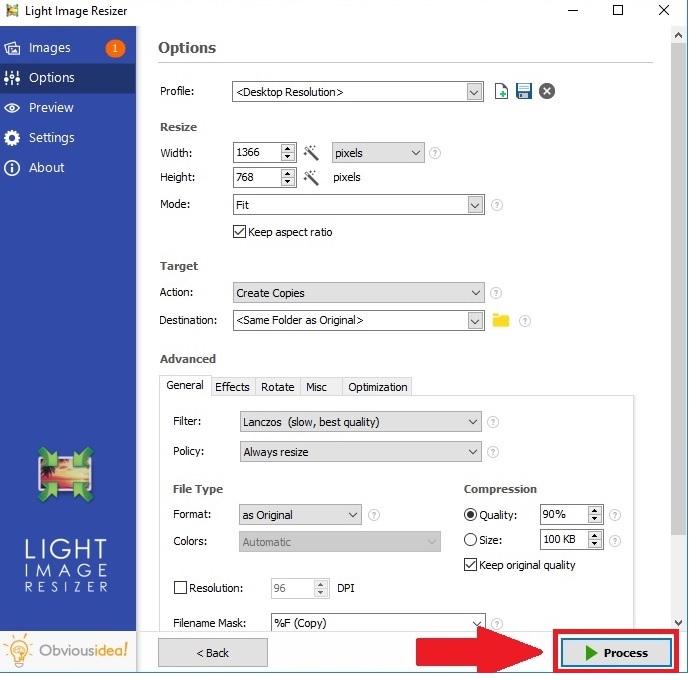 Light Image Resizer
Images 1
Options
Preview
Settings
About
LIGHT
IMAGE
RESIZER
Obviousidea!
Options
Profile: <Desktop Resolution>
Resize
Width: 1366 pixels ?
Height: 768 pixels
Mode: Fit ?
Keep aspect ratio
Target
Action: Create Copies ?
Destination: <Same Folder as Original> ?
Advanced
General Effects Rotate Misc Optimization
Filter: Lanczos (slow, best quality) ?
Policy: Always resize ?
File Type Compression
Format: as Original ? Quality: 90% ?
Colors: Automatic Size: 100 KB ?
Keep original quality
Resolution: 96 DPI
Filename Mask: %F (Copy) ?
< Back Process